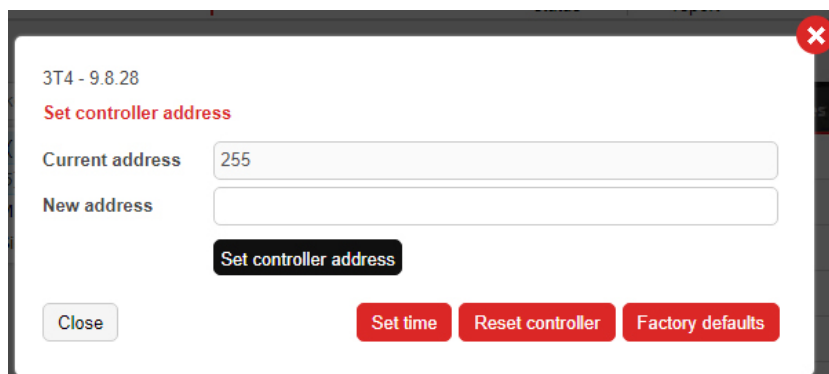 3T4 - 9.8.28
Set controller address
Current address 255
New address
Set controller address
Close Set time Reset controller Factory defaults